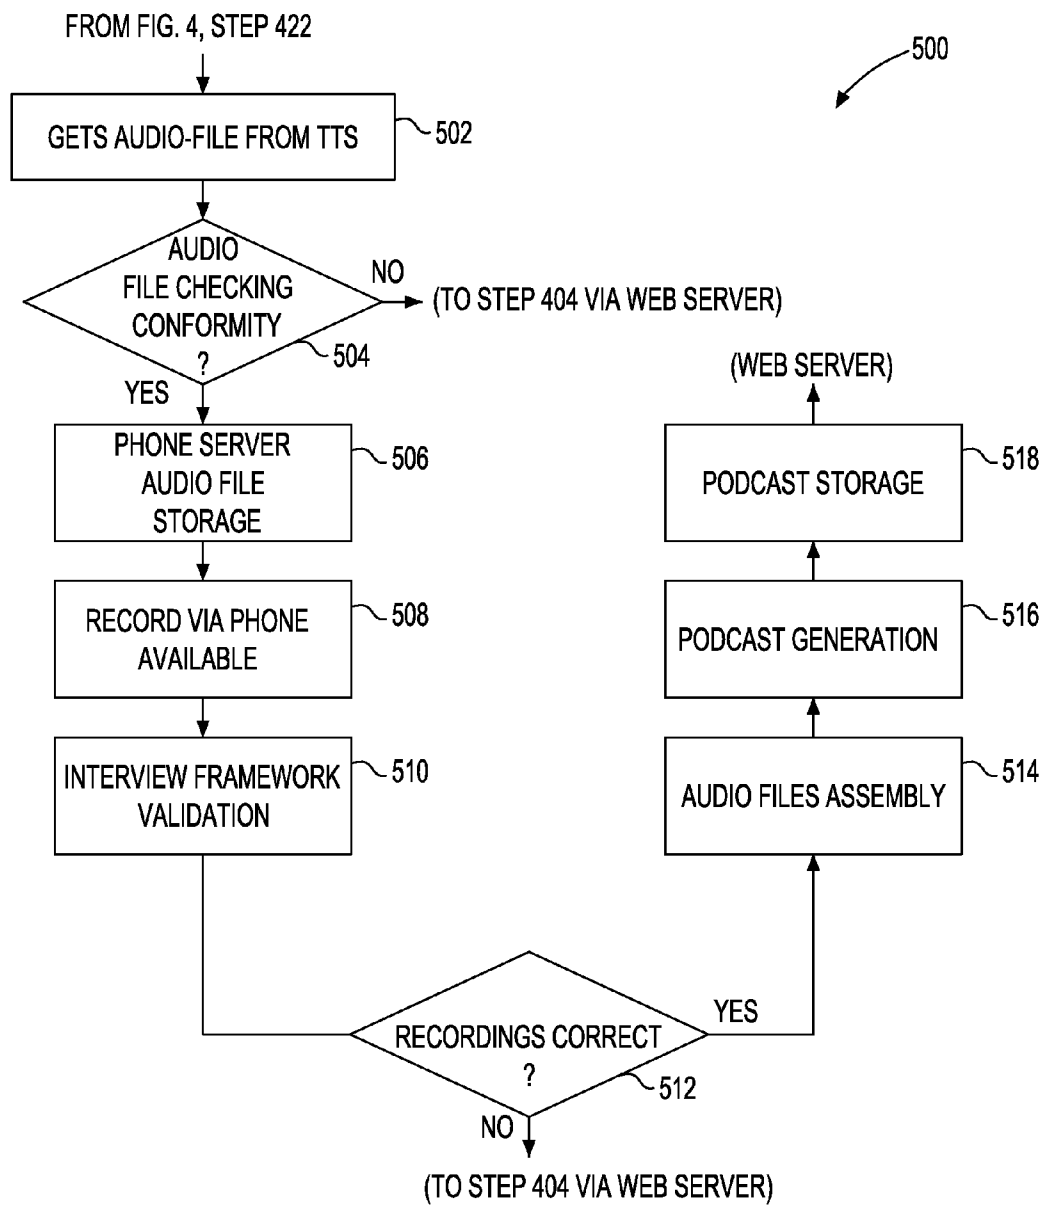 FROM FIG. 4, STEP 422
500
GETS AUDIO-FILE FROM TTS
502
AUDIO
FILE CHECKING
CONFORMITY
?
504
NO
(TO STEP 404 VIA WEB SERVER)
YES
PHONE SERVER
AUDIO FILE
STORAGE
506
RECORD VIA PHONE
AVAILABLE
508
INTERVIEW FRAMEWORK
VALIDATION
510
RECORDINGS CORRECT
?
512
NO
(TO STEP 404 VIA WEB SERVER)
YES
AUDIO FILES ASSEMBLY
514
PODCAST GENERATION
516
PODCAST STORAGE
518
(WEB SERVER)